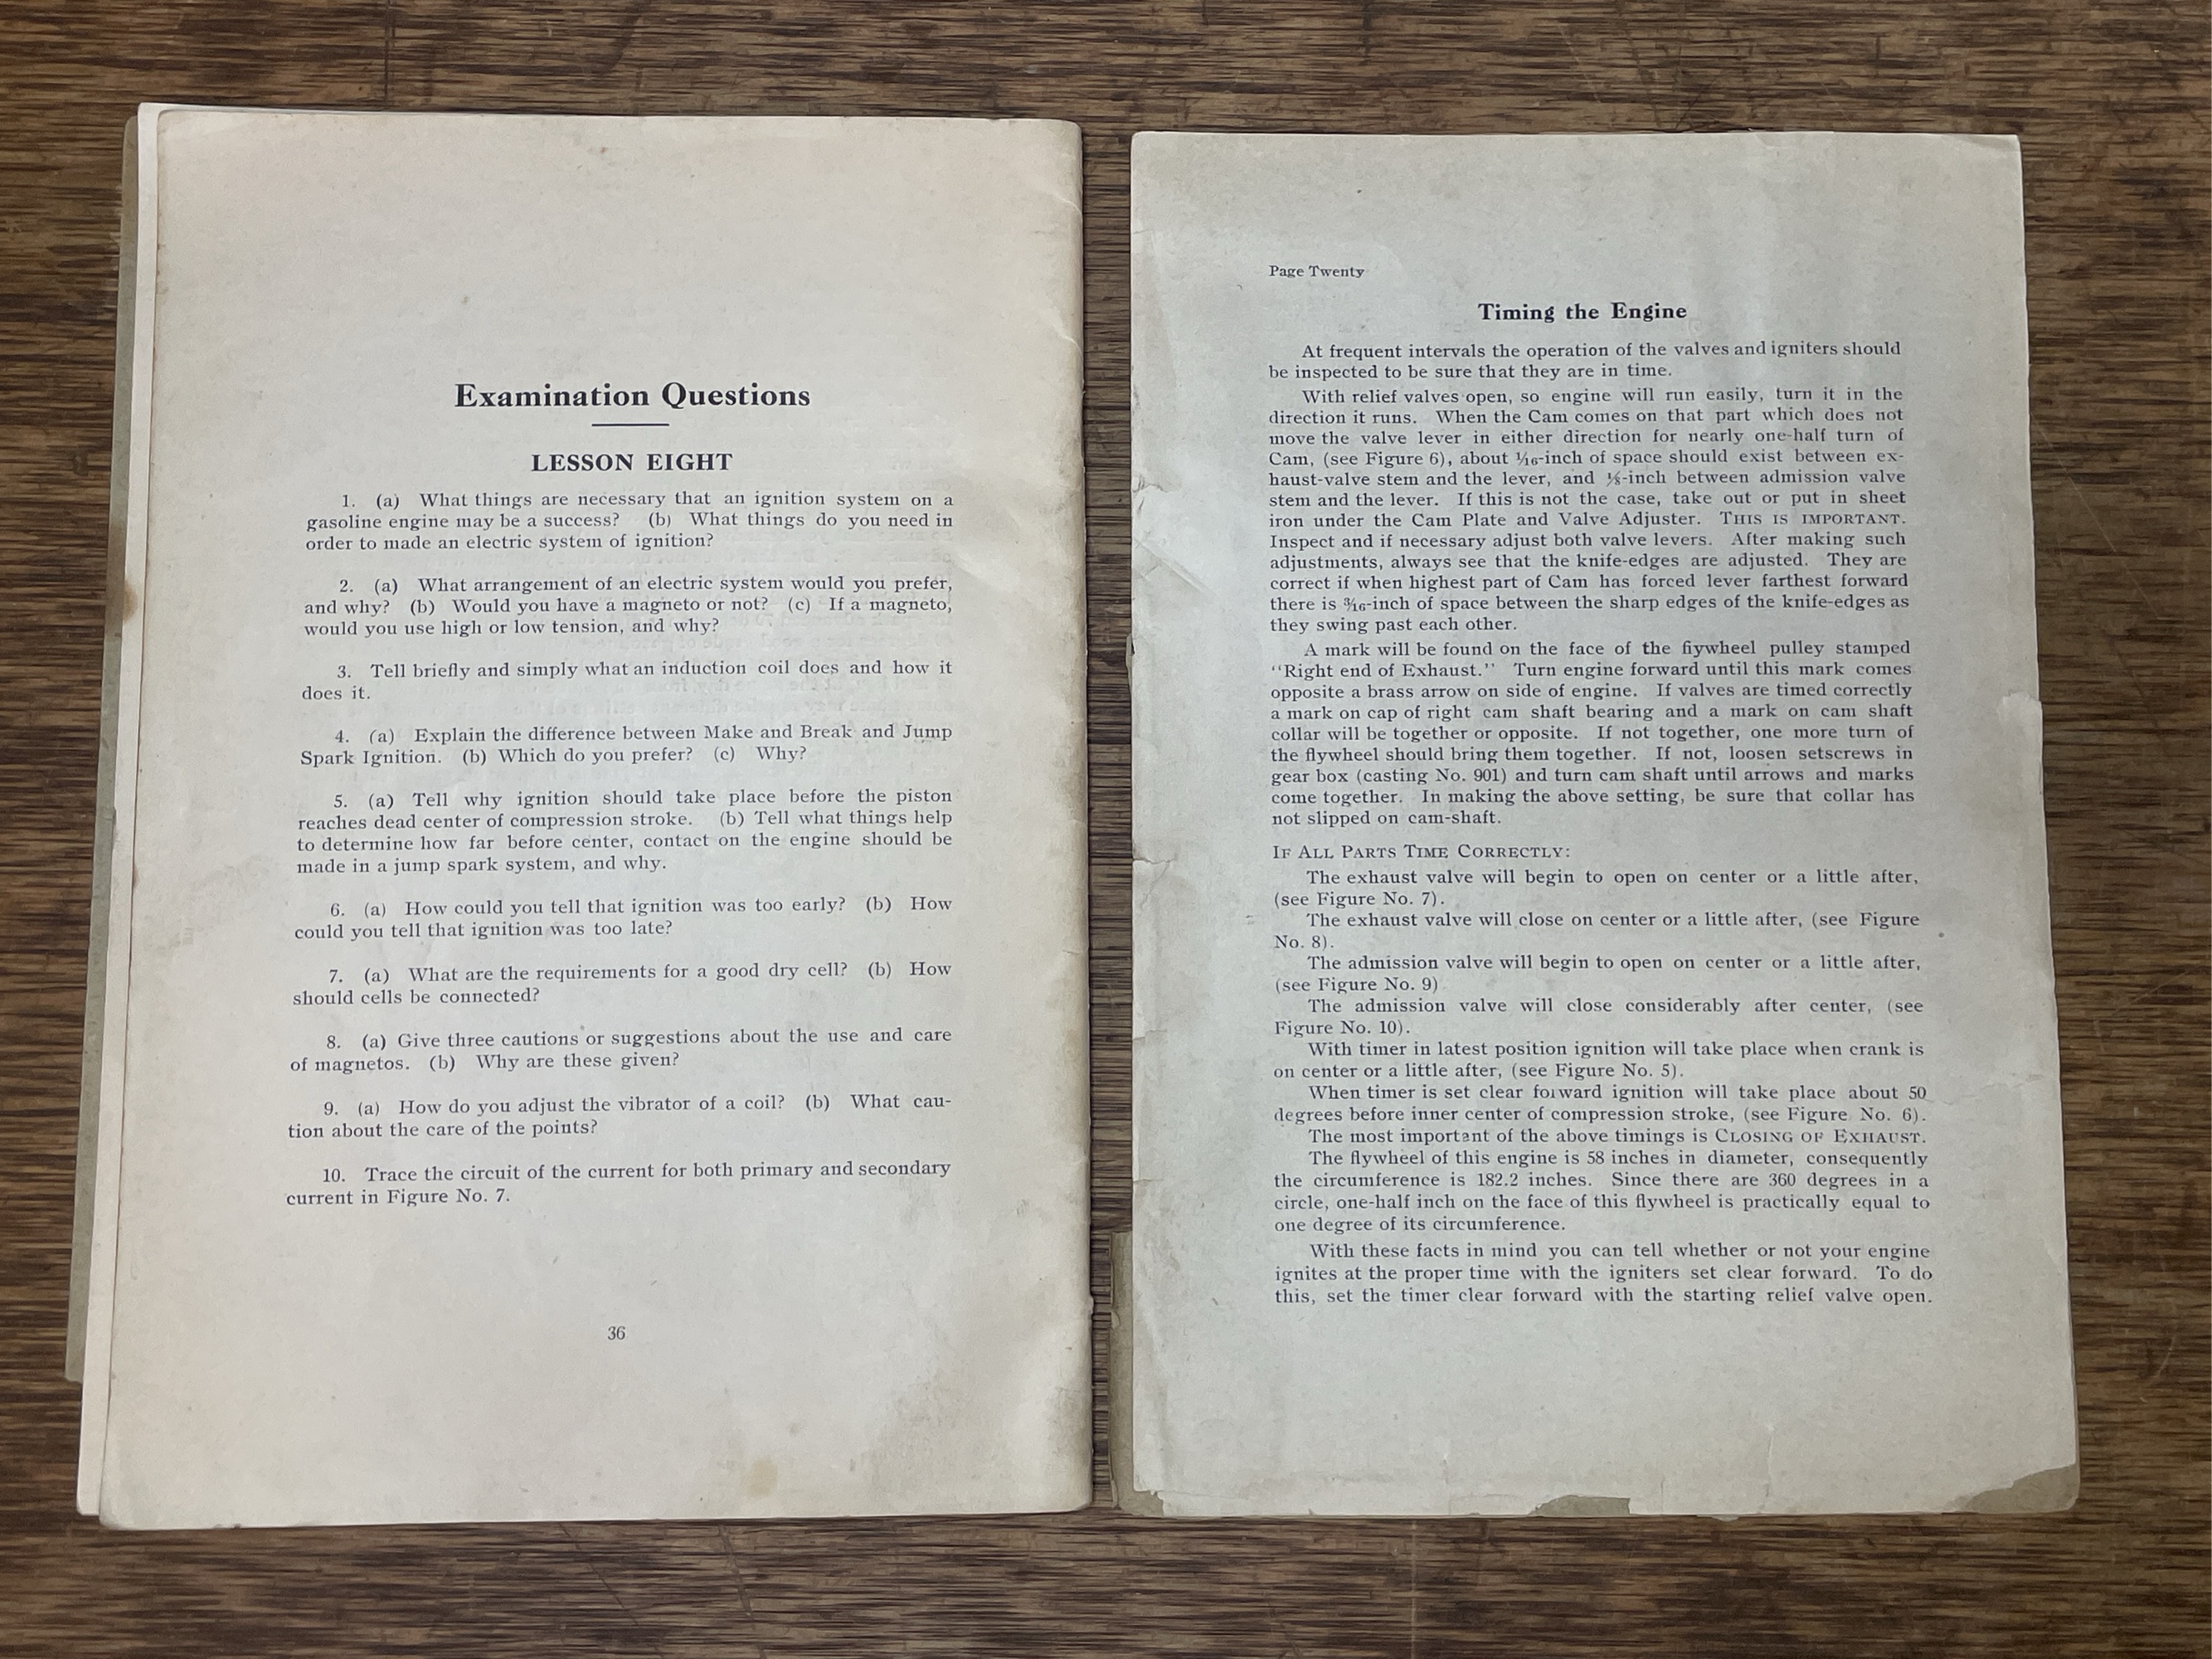 Examination Questions
LESSON EIGHT
1. (a) What things are necessary that an ignition system on a
gasoline engine may be a success? (b) What things do you need in
order to made an electric system of ignition?
2. (a) What arrangement of an electric system would you prefer,
and why? (b) Would you have a magneto or not? (c) If a magneto,
would you use high or low tension, and why?
3. Tell briefly and simply what an induction coil does and how it
does it.
4. (a) Explain the difference between Make and Break and Jump
Spark Ignition. (b) Which do you prefer? (c) Why?
5. (a) Tell why ignition should take place before the piston
reaches dead center of compression stroke. (b) Tell what things help
to determine how far before center, contact on the engine should be
made in a jump spark system, and why.
6. (a) How could you tell that ignition was too early? (b) How
could you tell that ignition was too late?
7. (a) What are the requirements for a good dry cell? (b) How
should cells be connected?
8. (a) Give three cautions or suggestions about the use and care
of magnetos. (b) Why are these given?
9. (a) How do you adjust the vibrator of a coil? (b) What cau-
tion about the care of the points?
10. Trace the circuit of the current for both primary and secondary
current in Figure No. 7.
36
Page Twenty
Timing the Engine
At frequent intervals the operation of the valves and igniters should
be inspected to be sure that they are in time.
With relief valves open, so engine will run easily, turn it in the
direction it runs. When the Cam comes on that part which does not
move the valve lever in either direction for nearly one-half turn of
Cam, (see Figure 6), about 1/16-inch of space should exist between ex-
haust-valve stem and the lever, and ⅛-inch between admission valve
stem and the lever. If this is not the case, take out or put in sheet
iron under the Cam Plate and Valve Adjuster. THIS IS IMPORTANT.
Inspect and if necessary adjust both valve levers. After making such
adjustments, always see that the knife-edges are adjusted. They are
correct if when highest part of Cam has forced lever farthest forward
there is 3/16-inch of space between the sharp edges of the knife-edges as
they swing past each other.
A mark will be found on the face of the flywheel pulley stamped
"Right end of Exhaust." Turn engine forward until this mark comes
opposite a brass arrow on side of engine. If valves are timed correctly
a mark on cap of right cam shaft bearing and a mark on cam shaft
collar will be together or opposite. If not together, one more turn of
the flywheel should bring them together. If not, loosen setscrews in
gear box (casting No. 901) and turn cam shaft until arrows and marks
come together. In making the above setting, be sure that collar has
not slipped on cam-shaft.
IF ALL PARTS TIME CORRECTLY:
The exhaust valve will begin to open on center or a little after,
(see Figure No. 7).
The exhaust valve will close on center or a little after, (see Figure
No. 8).
The admission valve will begin to open on center or a little after,
(see Figure No. 9)
The admission valve will close considerably after center, (see
Figure No. 10).
With timer in latest position ignition will take place when crank is
on center or a little after, (see Figure No. 5).
When timer is set clear forward ignition will take place about 50
degrees before inner center of compression stroke, (see Figure No. 6).
The most important of the above timings is CLOSING OF EXHAUST.
The flywheel of this engine is 58 inches in diameter, consequently
the circumference is 182.2 inches. Since there are 360 degrees in a
circle, one-half inch on the face of this flywheel is practically equal to
one degree of its circumference.
With these facts in mind you can tell whether or not your engine
ignites at the proper time with the igniters set clear forward. To do
this, set the timer clear forward with the starting relief valve open.